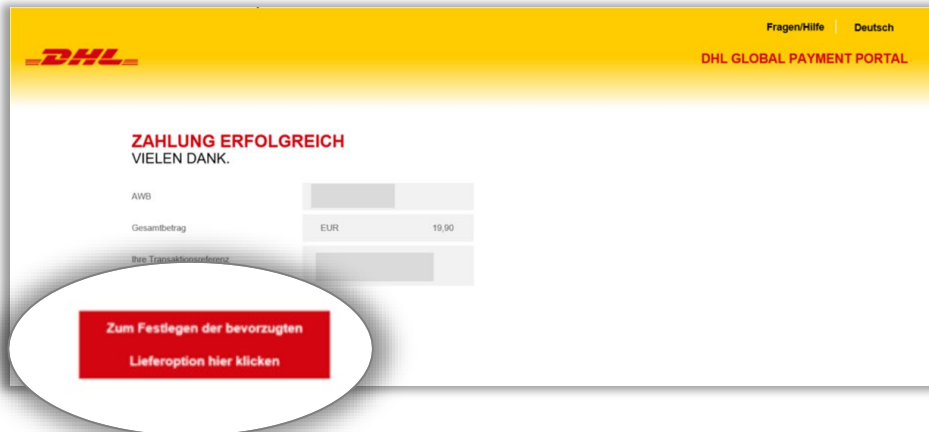 Fragen/Hilfe Deutsch
DHL
DHL GLOBAL PAYMENT PORTAL
ZAHLUNG ERFOLGREICH
VIELEN DANK.
AWB
Gesamtbetrag EUR 19,90
Ihre Transaktionsreferenz
Zum Festlegen der bevorzugten
Lieferoption hier klicken